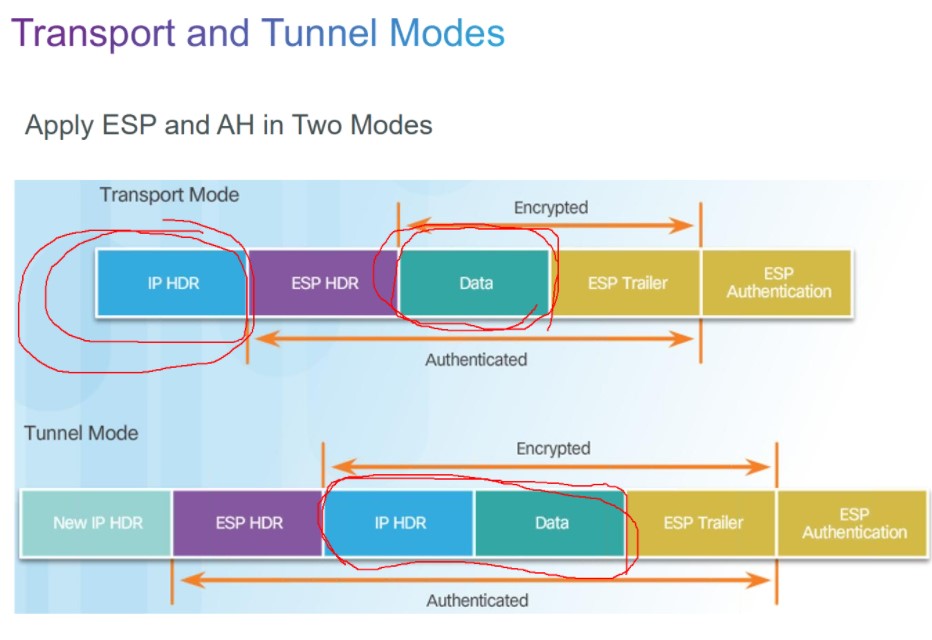 Transport and Tunnel Modes
Apply ESP and AH in Two Modes
Transport Mode
Encrypted
IP HDR
ESP HDR
Data
ESP Trailer
ESP
Authentication
Authenticated
Tunnel Mode
Encrypted
New IP HDR
ESP HDR
IP HDR
Data
ESP Trailer
ESP
Authentication
Authenticated